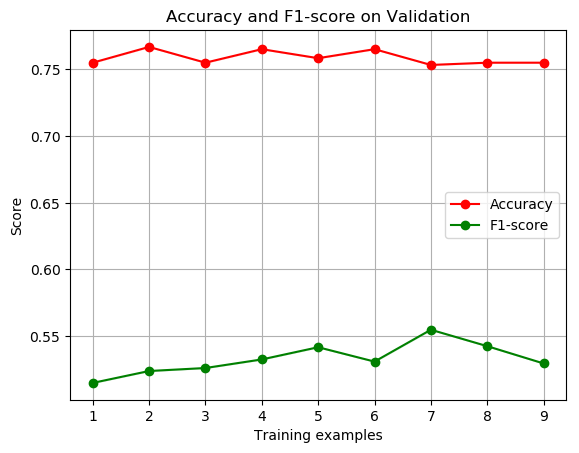 Accuracy and F1-score on Validation
Score
0.75
0.70
0.65
0.60
0.55
Accuracy
F1-score
1 2 3 4 5 6 7 8 9
Training examples